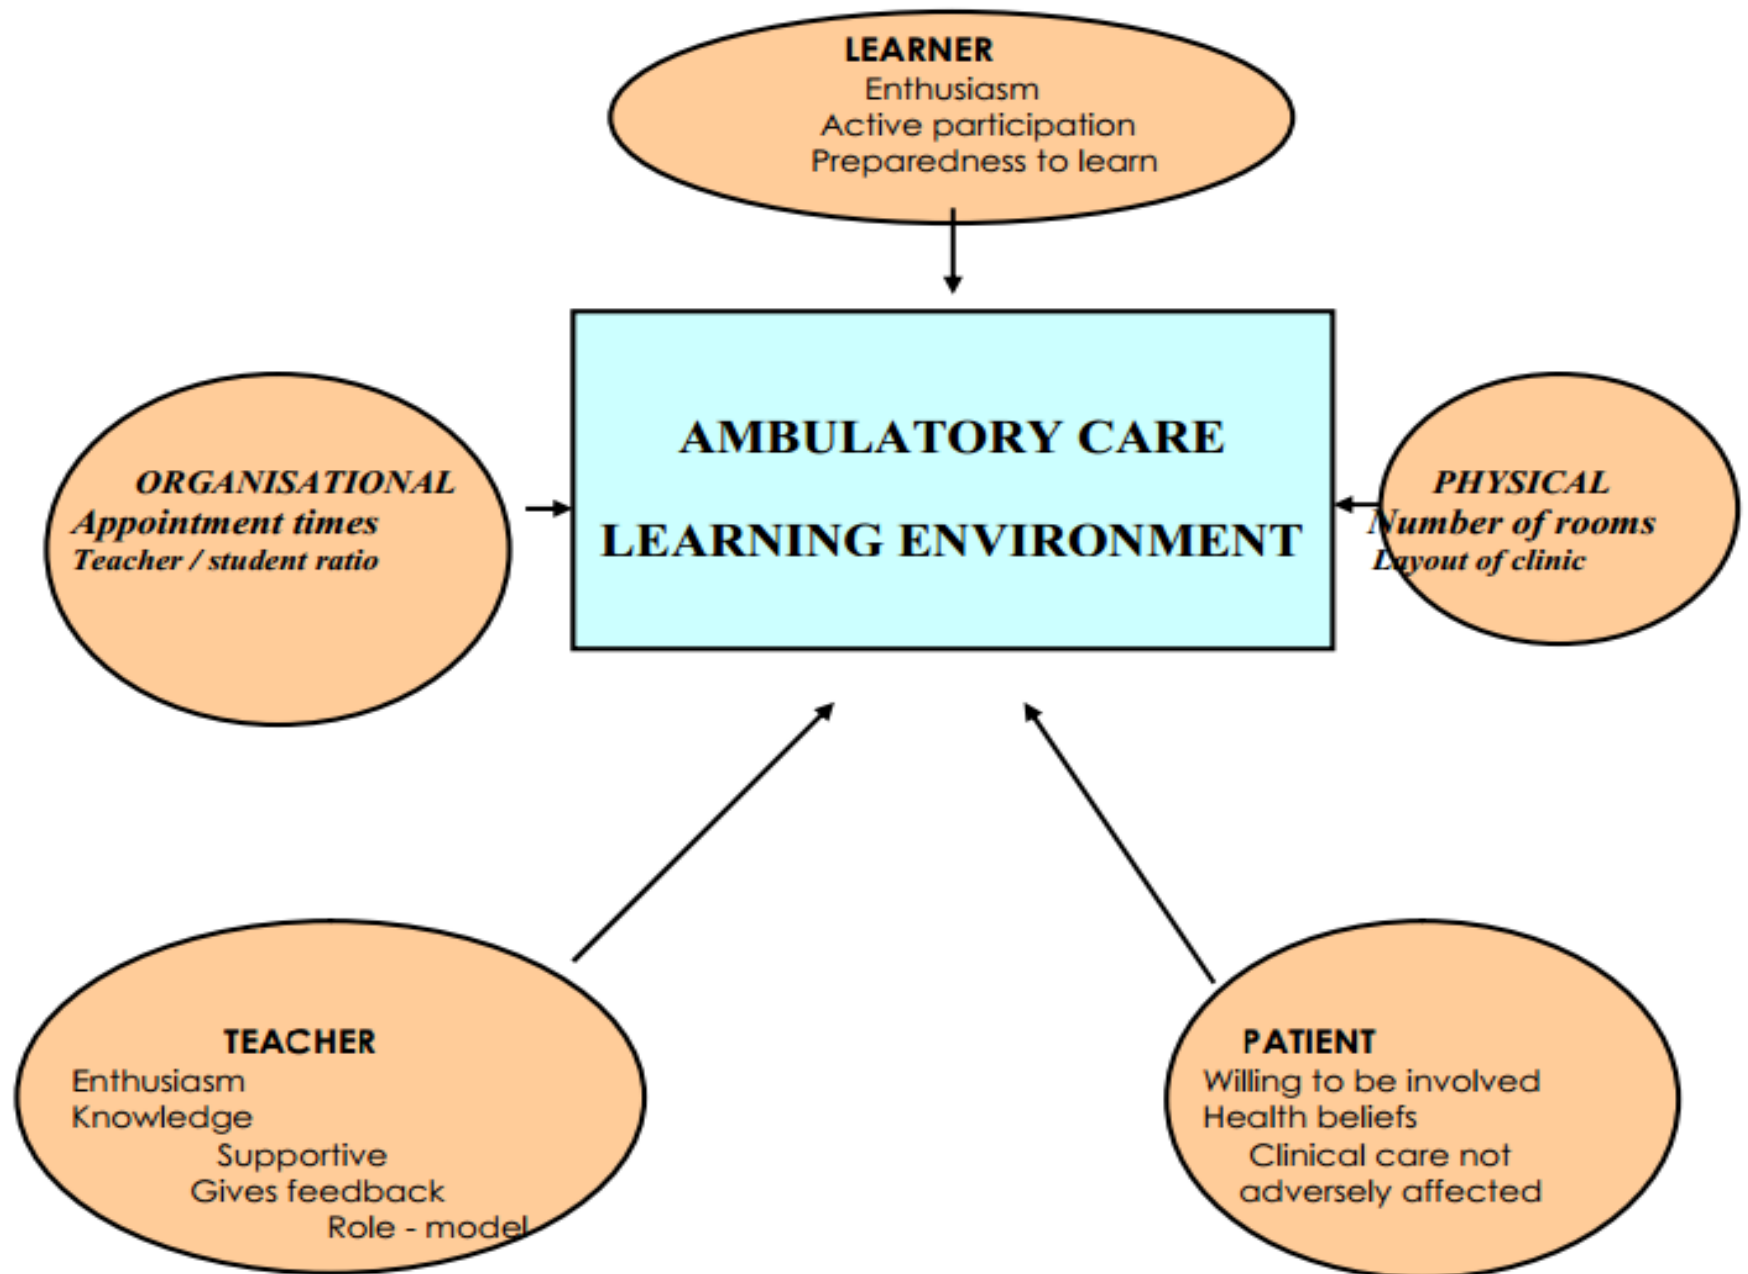 LEARNER
Enthusiasm
Active participation
Preparedness to learn
AMBULATORY CARE
LEARNING ENVIRONMENT
ORGANISATIONAL
Appointment times
Teacher / student ratio
PHYSICAL
Number of rooms
Layout of clinic
TEACHER
Enthusiasm
Knowledge
Supportive
Gives feedback
Role - model
PATIENT
Willing to be involved
Health beliefs
Clinical care not
adversely affected